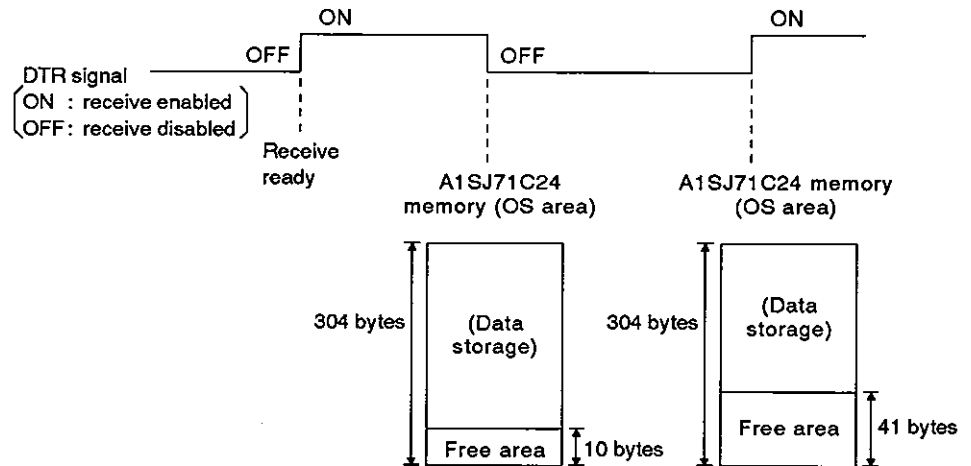 ON
ON
OFF
OFF
DTR signal
ON : receive enabled
OFF : receive disabled
Receive
ready
A1SJ71C24
memory (OS area)
A1SJ71C24 memory
(OS area)
304 bytes
(Data
storage)
304 bytes
(Data
storage)
Free area
10 bytes
Free area
41 bytes